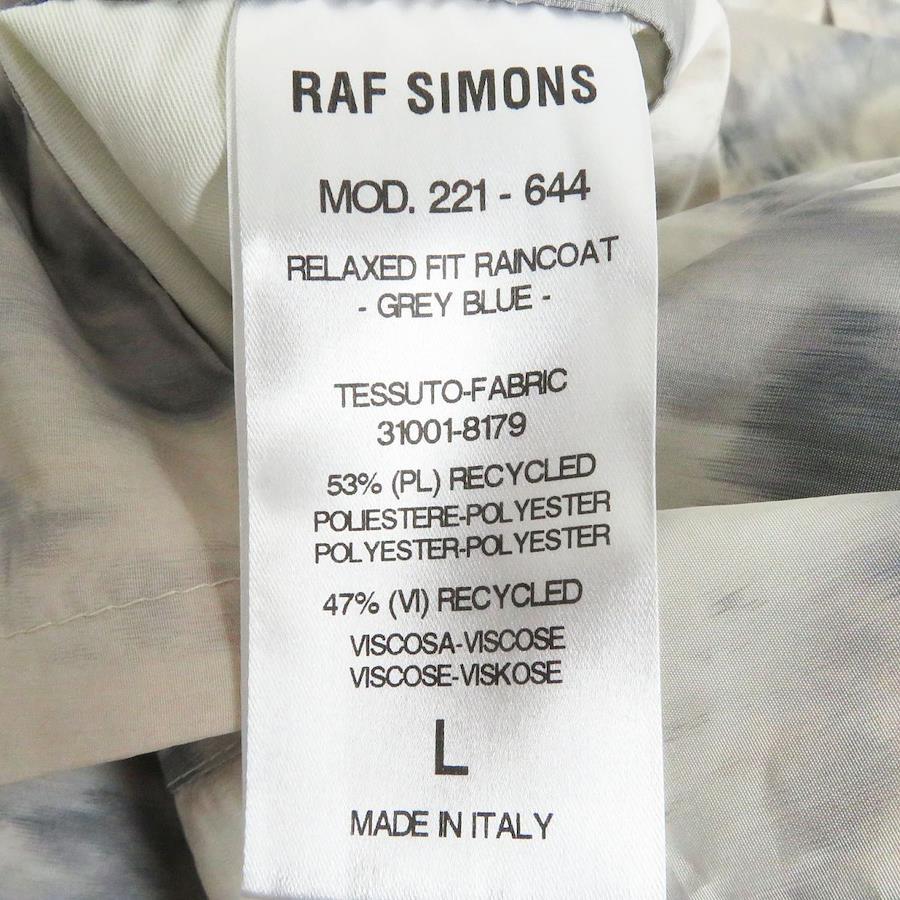 RAF SIMONS
MOD. 221 - 644
RELAXED FIT RAINCOAT
- GREY BLUE -
TESSUTO-FABRIC
31001-8179
53% (PL) RECYCLED
POLIESTERE-POLYESTER
POLYESTER-POLYESTER
47% (VI) RECYCLED
VISCOSA-VISCOSE
VISCOSE-VISKOSE
L
MADE IN ITALY